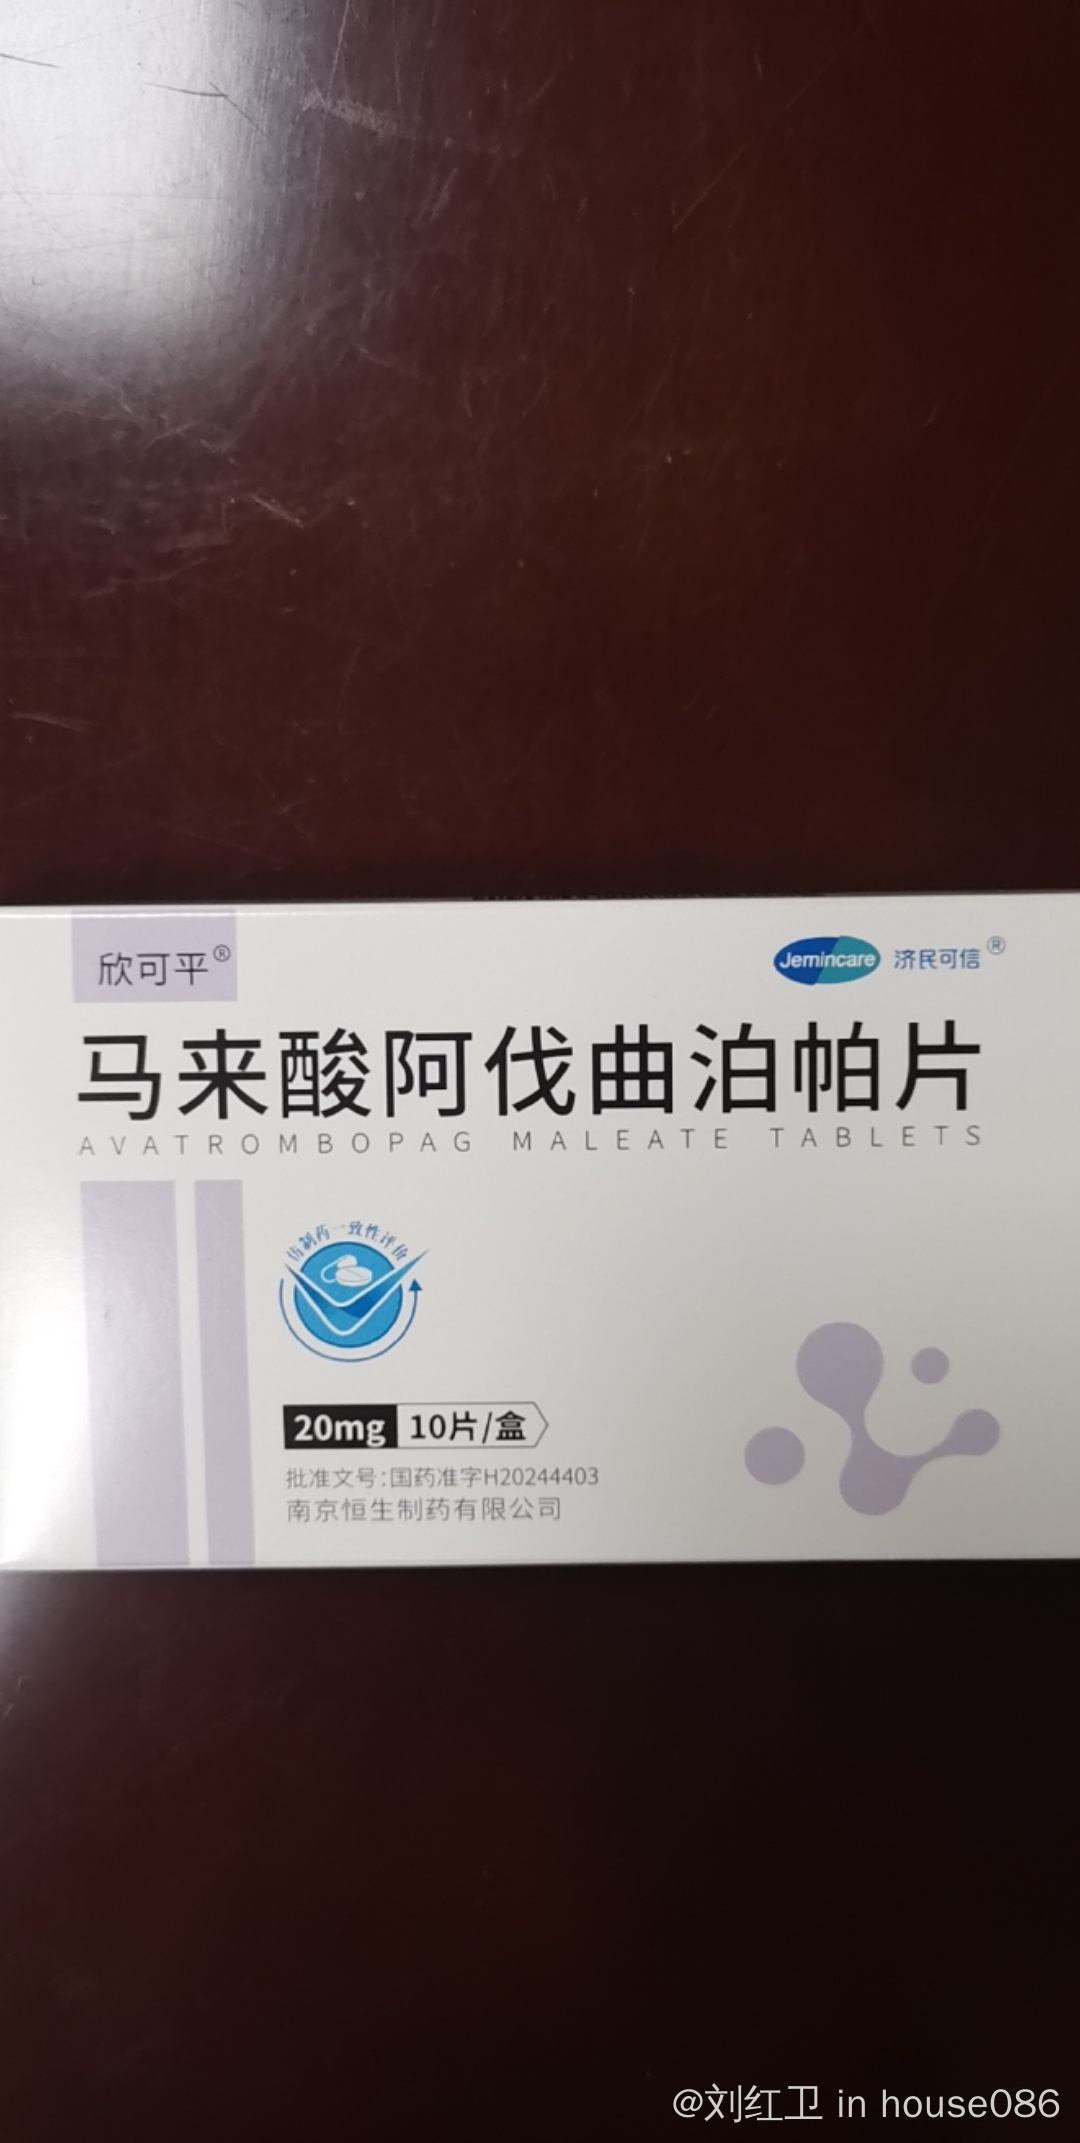 欣可平®
Jemincare 济民可信®
马来酸阿伐曲泊帕片
AVATROMBOPAG MALEATE TABLETS
仿制药一致性评价
20mg 10片/盒
批准文号:国药准字H20244403
南京恒生制药有限公司
@刘红卫 in house086